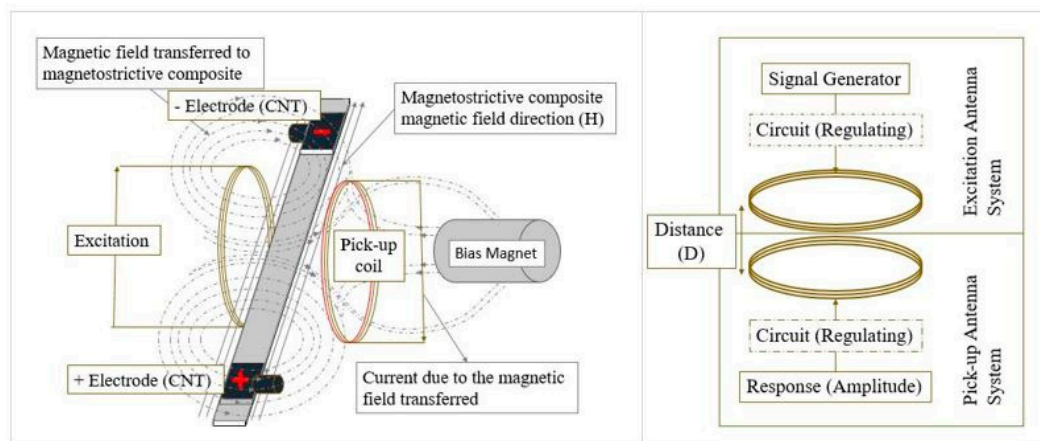 Magnetic field transferred to
magnetostrictive composite
- Electrode (CNT)
-
Magnetostrictive composite
magnetic field direction (H)
Excitation
Pick-up
coil
Bias Magnet
+
+ Electrode (CNT)
Current due to the magnetic
field transferred
Signal Generator
Circuit (Regulating)
Excitation Antenna
System
Distance
(D)
Circuit (Regulating)
Response (Amplitude)
Pick-up Antenna
System